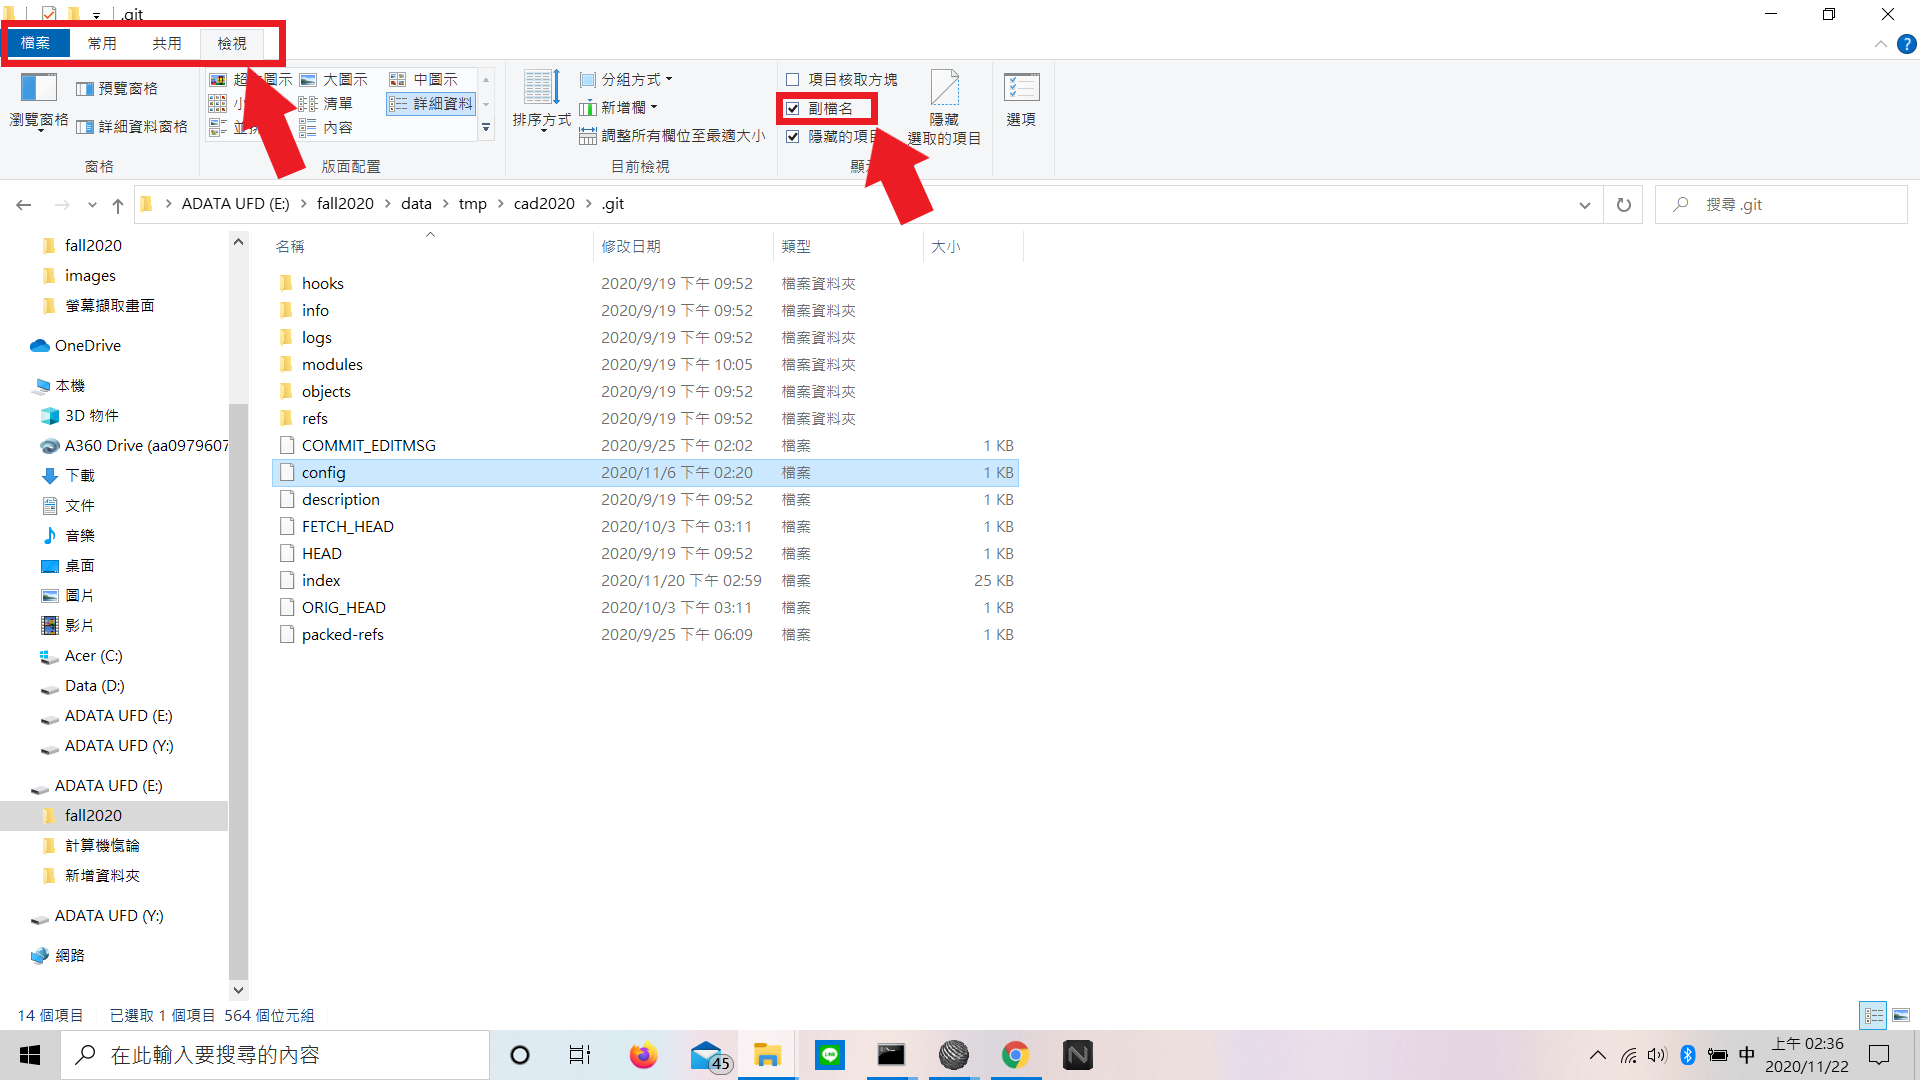 .git
檔案 常用 共用 檢視
瀏覽窗格 預覽窗格 詳細資料窗格
窗格
大圖示 中圖示
清單 詳細資料
內容
版面配置
排序方式 分組方式
新增欄
調整所有欄位至最適大小
目前檢視
項目核取方塊
副檔名
隱藏的項目
隱藏
選取的項目
選項
ADATA UFD (E:) fall2020 data tmp cad2020 .git
搜尋 .git
fall2020
images
螢幕擷取畫面
OneDrive
本機
3D 物件
A360 Drive (aa0979607
下載
文件
音樂
桌面
圖片
影片
Acer (C:)
Data (D:)
ADATA UFD (E:)
ADATA UFD (Y:)
ADATA UFD (E:)
fall2020
計算機概論
新增資料夾
ADATA UFD (Y:)
網路
名稱 修改日期 類型 大小
hooks 2020/9/19 下午 09:52 檔案資料夾
info 2020/9/19 下午 09:52 檔案資料夾
logs 2020/9/19 下午 09:52 檔案資料夾
modules 2020/9/19 下午 10:05 檔案資料夾
objects 2020/9/19 下午 09:52 檔案資料夾
refs 2020/9/19 下午 09:52 檔案資料夾
COMMIT_EDITMSG 2020/9/25 下午 02:02 檔案 1 KB
config 2020/11/6 下午 02:20 檔案 1 KB
description 2020/9/19 下午 09:52 檔案 1 KB
FETCH_HEAD 2020/10/3 下午 03:11 檔案 1 KB
HEAD 2020/9/19 下午 09:52 檔案 1 KB
index 2020/11/20 下午 02:59 檔案 25 KB
ORIG_HEAD 2020/10/3 下午 03:11 檔案 1 KB
packed-refs 2020/9/25 下午 06:09 檔案 1 KB
14 個項目 已選取 1 個項目 564 個位元組
在此輸入要搜尋的內容
45
LINE
中
上午 02:36
2020/11/22